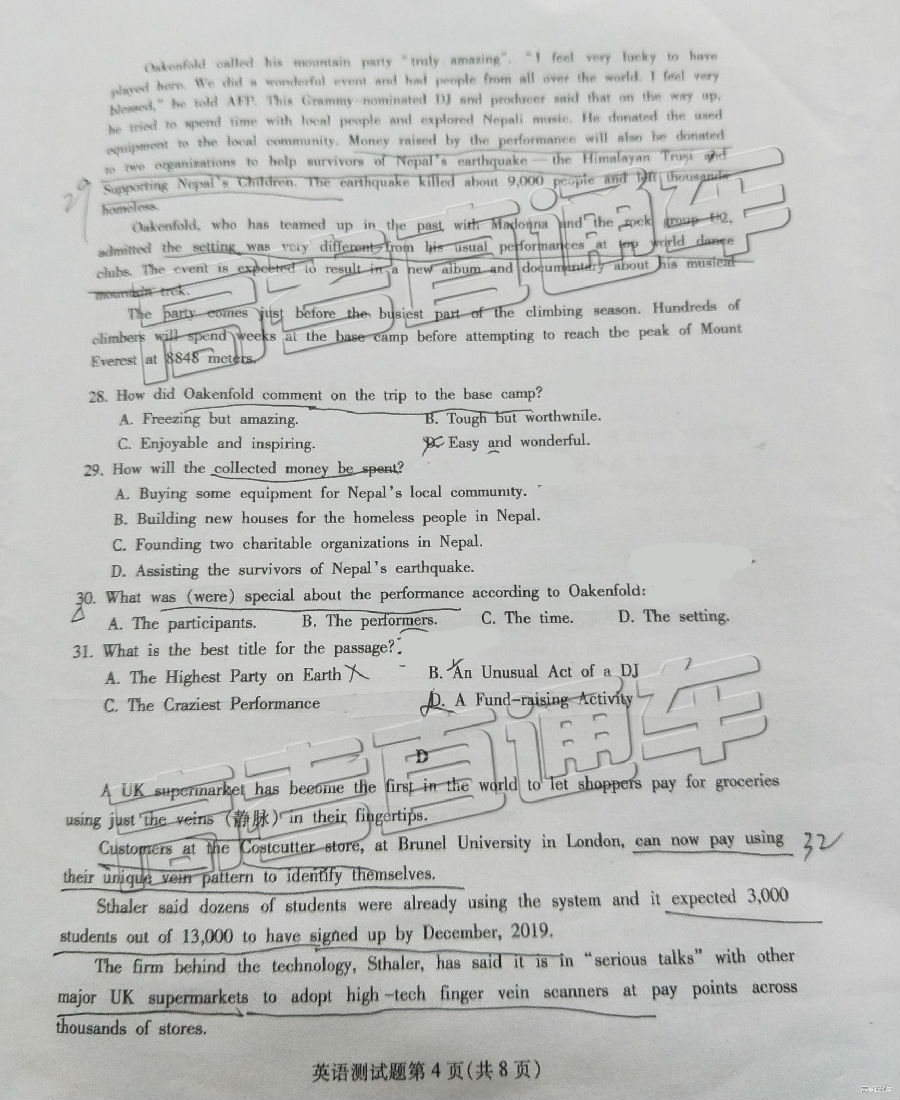 Oakenfold called his mountain party "truly amazing". "I feel very lucky to have
played here. We did a wonderful event and had people from all over the world. I feel very
blessed," he told AFP. This Grammy-nominated DJ and producer said that on the way up,
he tried to spend time with local people and explored Nepali music. He donated the used
equipment to the local community. Money raised by the performance will also be donated
to two organizations to help survivors of Nepal's earthquake — the Himalayan Trust and
Supporting Nepal's Children. The earthquake killed about 9,000 people and left thousands
homeless.
29
Oakenfold, who has teamed up in the past with Madonna and the rock group U2,
admitted the setting was very different from his usual performances at top world dance
clubs. The event is expected to result in a new album and documentary about his musical
mountain trek.
The party comes just before the busiest part of the climbing season. Hundreds of
climbers will spend weeks at the base camp before attempting to reach the peak of Mount
Everest at 8848 meters.
28. How did Oakenfold comment on the trip to the base camp?
A. Freezing but amazing. B. Tough but worthwhile.
C. Enjoyable and inspiring. D. Easy and wonderful.
29. How will the collected money be spent?
A. Buying some equipment for Nepal's local community.
B. Building new houses for the homeless people in Nepal.
C. Founding two charitable organizations in Nepal.
D. Assisting the survivors of Nepal's earthquake.
30. What was (were) special about the performance according to Oakenfold:
A. The participants. B. The performers. C. The time. D. The setting.
31. What is the best title for the passage?
A. The Highest Party on Earth B. An Unusual Act of a DJ
C. The Craziest Performance D. A Fund-raising Activity
高考直通车
高考直通车
D
A UK supermarket has become the first in the world to let shoppers pay for groceries
using just the veins (静脉) in their fingertips.
Customers at the Costcutter store, at Brunel University in London, can now pay using 32
their unique vein pattern to identify themselves.
Sthaler said dozens of students were already using the system and it expected 3,000
students out of 13,000 to have signed up by December, 2019.
The firm behind the technology, Sthaler, has said it is in "serious talks" with other
major UK supermarkets to adopt high-tech finger vein scanners at pay points across
thousands of stores.
英语测试题第 4 页(共 8 页)